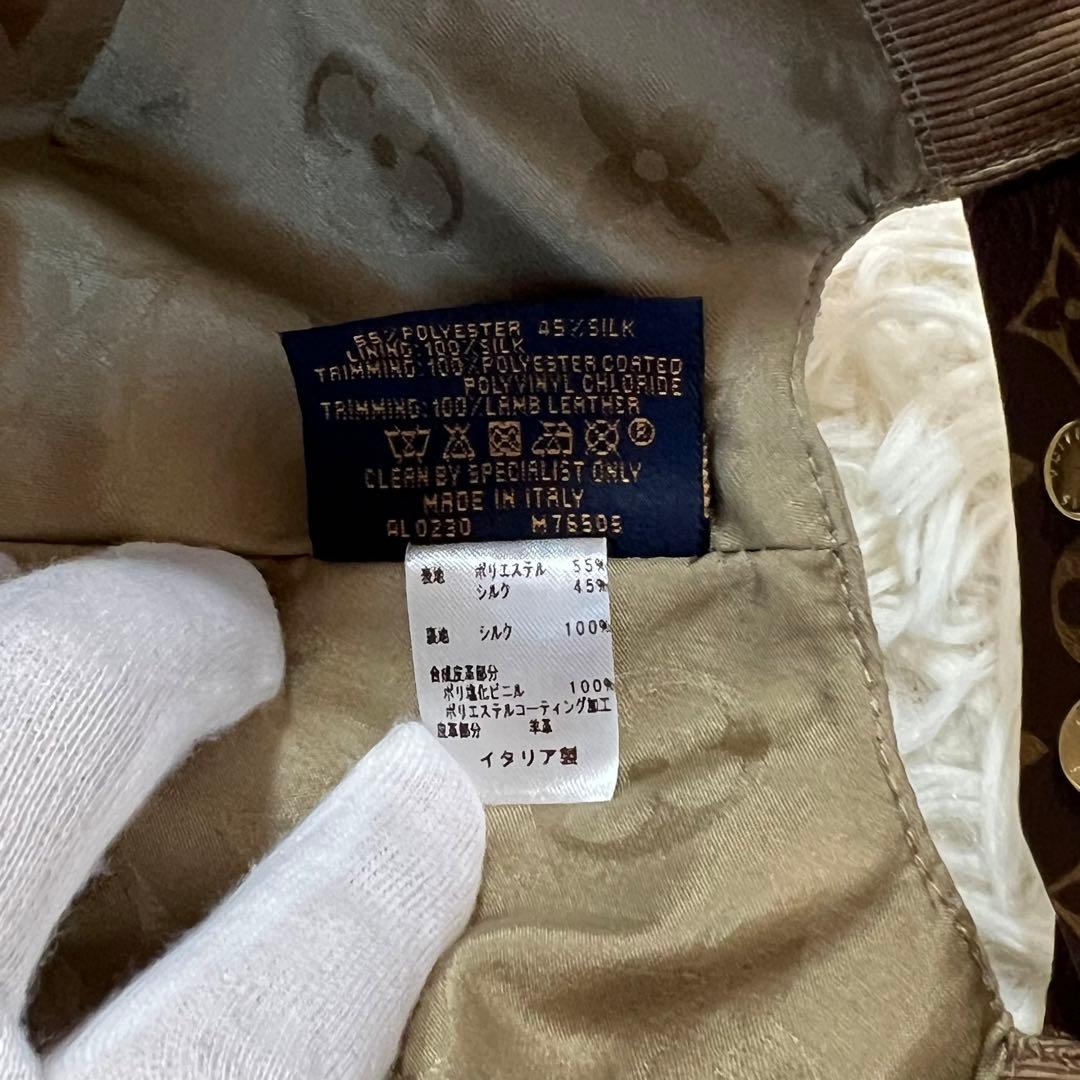 55%POLYESTER 45%SILK
LINING:100%SILK
TRIMMING:100%POLYESTER COATED
POLYVINYL CHLORIDE
TRIMMING:100%LAMB LEATHER
CLEAN BY SPECIALIST ONLY
MADE IN ITALY
AL0230 M76505
表地 ポリエステル 55%
シルク 45%
裏地 シルク 100%
合成皮革部分
ポリ塩化ビニル 100%
ポリエステルコーティング加工
皮革部分 羊革
イタリア製